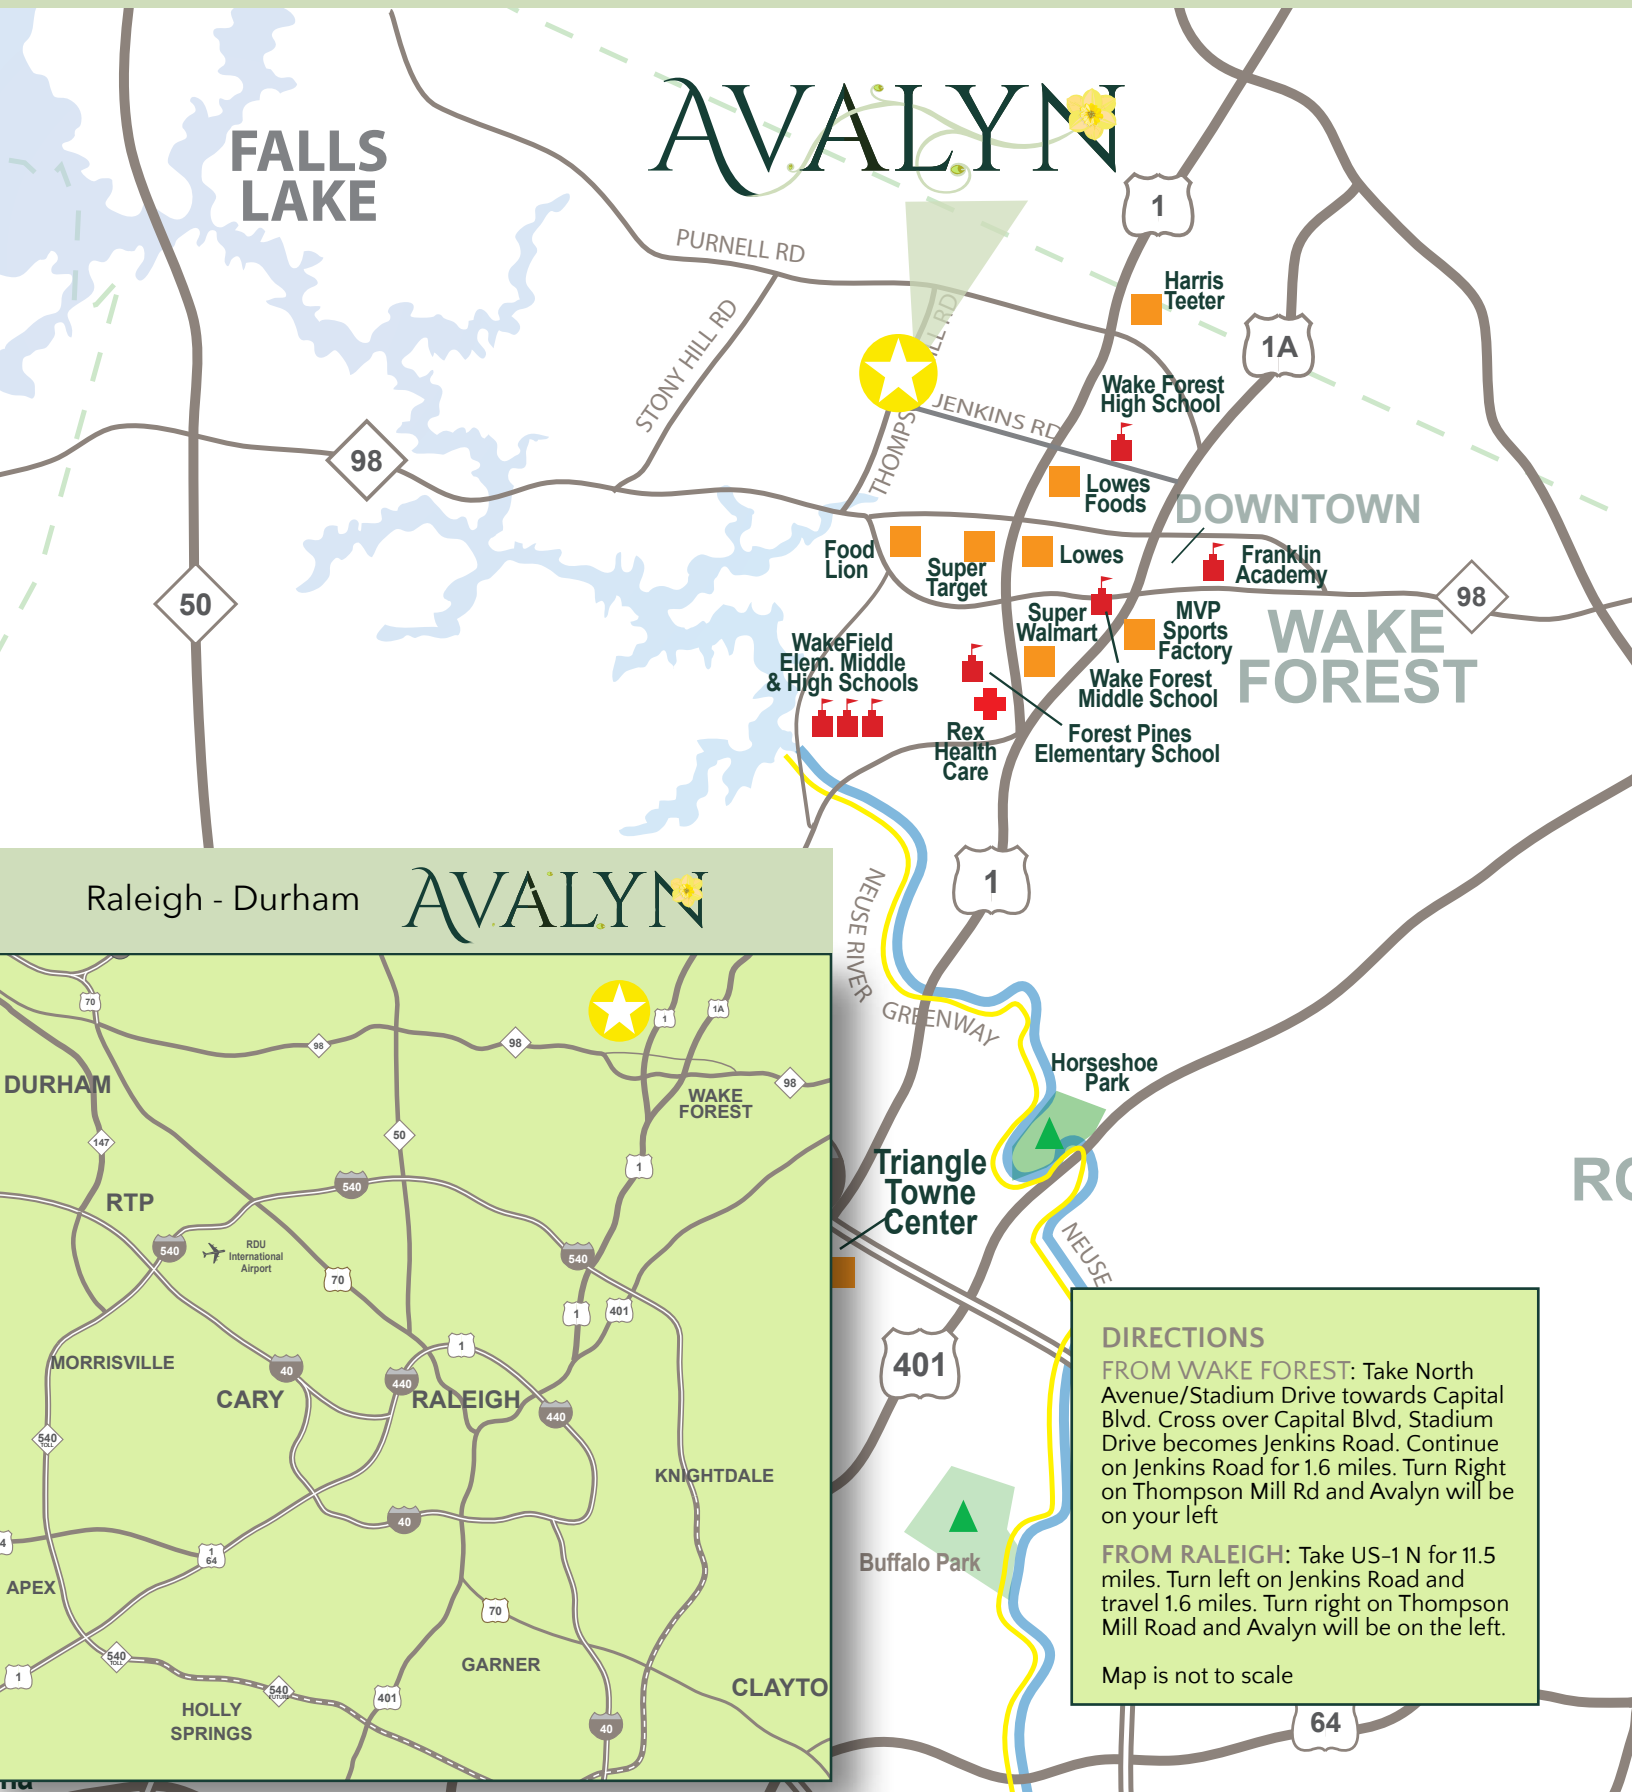 AVALYN
FALLS
LAKE
PURNELL RD
STONY HILL RD
1
Harris
Teeter
1A
JENKINS RD
Wake Forest
High School
98
Lowes
Foods
DOWNTOWN
Food
Lion
Super
Target
Lowes
Franklin
Academy
50
98
Super
Walmart
MVP
Sports
Factory
WAKE
FOREST
WakeField
Elem. Middle
& High Schools
Wake Forest
Middle School
Rex
Health
Care
Forest Pines
Elementary School
1
NEUSE RIVER
GREENWAY
Horseshoe
Park
Triangle
Towne
Center
NEUSE
401
Buffalo Park
64
Raleigh - Durham
AVALYN
70
1
1A
98
98
98
DURHAM
WAKE
FOREST
147
50
1
540
RTP
540
RDU
International
Airport
540
70
1
401
MORRISVILLE
1
40
440
CARY
RALEIGH
440
540
TOLL
KNIGHTDALE
40
1
64
APEX
70
540
TOLL
GARNER
1
540
FUTURE
401
CLAYTO
HOLLY
SPRINGS
40
DIRECTIONS
FROM WAKE FOREST: Take North
Avenue/Stadium Drive towards Capital
Blvd. Cross over Capital Blvd, Stadium
Drive becomes Jenkins Road. Continue
on Jenkins Road for 1.6 miles. Turn Right
on Thompson Mill Rd and Avalyn will be
on your left
FROM RALEIGH: Take US-1 N for 11.5
miles. Turn left on Jenkins Road and
travel 1.6 miles. Turn right on Thompson
Mill Road and Avalyn will be on the left.
Map is not to scale